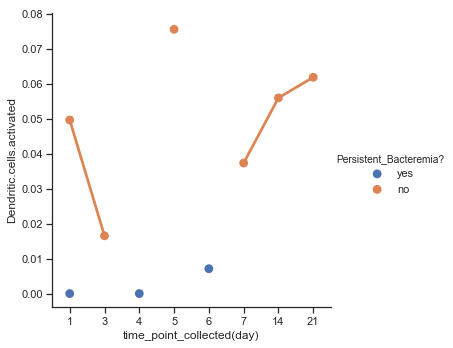 0.08
0.07
0.06
0.05
0.04
0.03
0.02
0.01
0.00
Dendritic.cells.activated
1 3 4 5 6 7 14 21
time_point_collected(day)
Persistent_Bacteremia?
yes
no